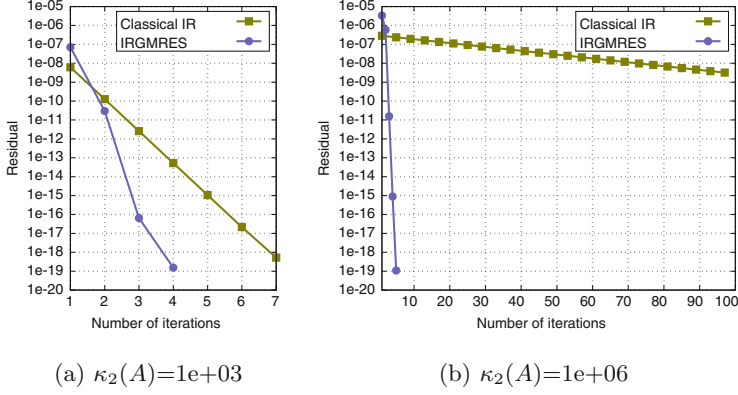 1e-05
1e-06
1e-07
1e-08
1e-09
1e-10
1e-11
1e-12
1e-13
1e-14
1e-15
1e-16
1e-17
1e-18
1e-19
1e-20
Residual
Classical IR
IRGMRES
1 2 3 4 5 6 7
Number of iterations
(a) κ₂(A)=1e+03
1e-05
1e-06
1e-07
1e-08
1e-09
1e-10
1e-11
1e-12
1e-13
1e-14
1e-15
1e-16
1e-17
1e-18
1e-19
1e-20
Residual
Classical IR
IRGMRES
10 20 30 40 50 60 70 80 90 100
Number of iterations
(b) κ₂(A)=1e+06